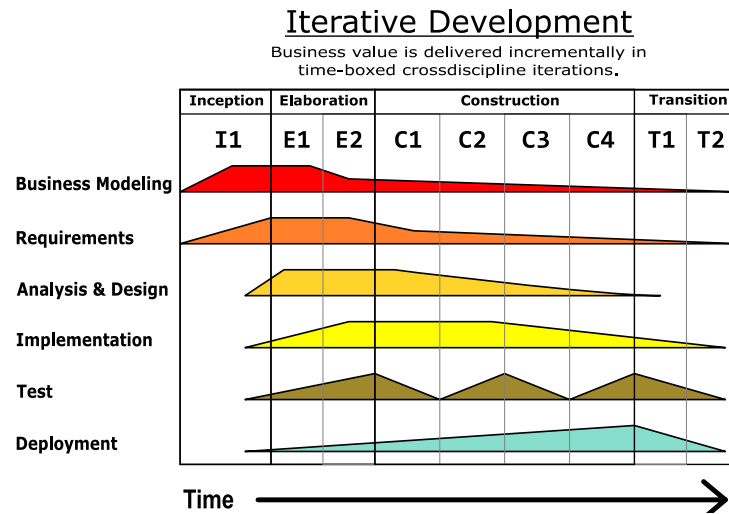 Iterative Development
Business value is delivered incrementally in
time-boxed crossdiscipline iterations.
Inception Elaboration Construction Transition
I1 E1 E2 C1 C2 C3 C4 T1 T2
Business Modeling
Requirements
Analysis & Design
Implementation
Test
Deployment
Time